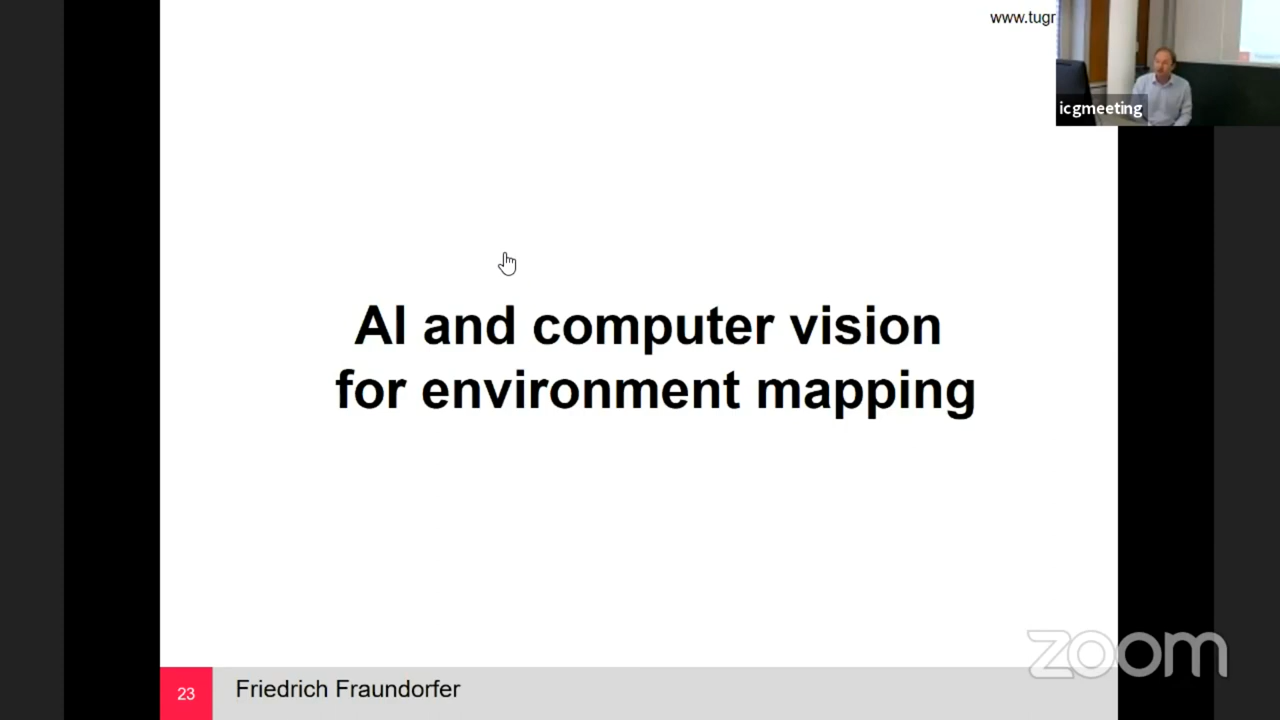 www.tugr
icgmeeting
AI and computer vision
for environment mapping
zoom
23
Friedrich Fraundorfer